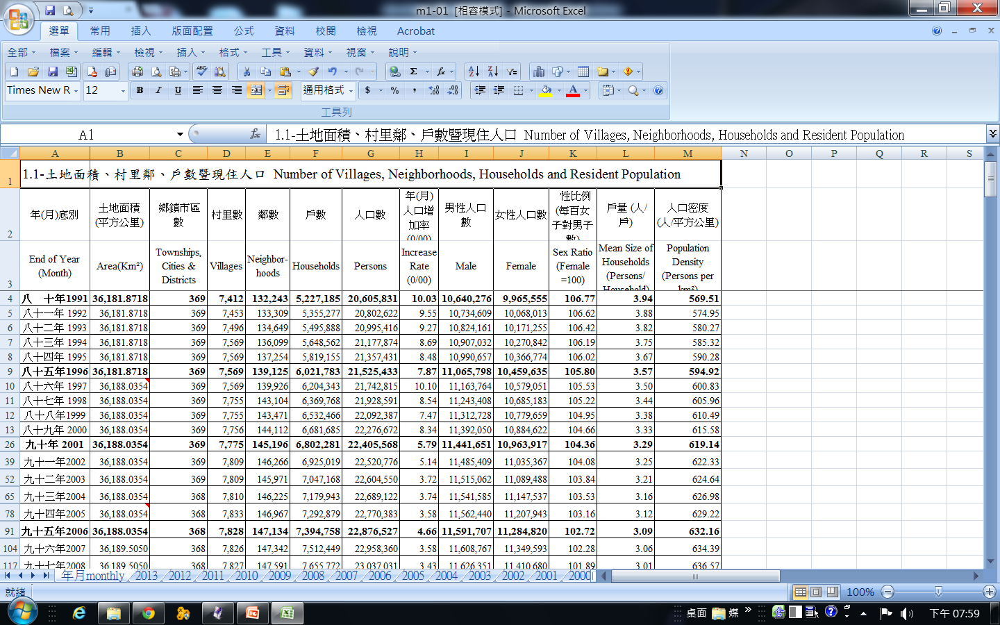 m1-01 [相容模式] - Microsoft Excel
選單 常用 插入 版面配置 公式 資料 校閱 檢視 Acrobat
全部 檔案 編輯 檢視 插入 格式 工具 資料 視窗 說明
Times New R 12 B I U 通用格式 $ % ,
工具列
A1 fx 1.1-土地面積、村里鄰、戶數暨現住人口 Number of Villages, Neighborhoods, Households and Resident Population
A B C D E F G H I J K L M N O P Q R S
1 1.1-土地面積、村里鄰、戶數暨現住人口 Number of Villages, Neighborhoods, Households and Resident Population
2 年(月)底別 土地面積(平方公里) 鄉鎮市區數 村里數 鄰數 戶數 人口數 年(月)人口增加率(0/00) 男性人口數 女性人口數 性比例(每百女子對男子數) 戶量 (人/戶) 人口密度(人/平方公里)
3 End of Year (Month) Area(Km²) Townships, Cities & Districts Villages Neighbor-hoods Households Persons Increase Rate (0/00) Male Female Sex Ratio (Female =100) Mean Size of Households (Persons/ Household) Population Density (Persons per km²)
4 八　十年1991 36,181.8718 369 7,412 132,243 5,227,185 20,605,831 10.03 10,640,276 9,965,555 106.77 3.94 569.51
5 八十一年 1992 36,181.8718 369 7,453 133,309 5,355,277 20,802,622 9.55 10,734,609 10,068,013 106.62 3.88 574.95
6 八十二年 1993 36,181.8718 369 7,496 134,649 5,495,888 20,995,416 9.27 10,824,161 10,171,255 106.42 3.82 580.27
7 八十三年 1994 36,181.8718 369 7,569 136,099 5,648,562 21,177,874 8.69 10,907,032 10,270,842 106.19 3.75 585.32
8 八十四年 1995 36,181.8718 369 7,569 137,254 5,819,155 21,357,431 8.48 10,990,657 10,366,774 106.02 3.67 590.28
9 八十五年1996 36,181.8718 369 7,569 139,125 6,021,783 21,525,433 7.87 11,065,798 10,459,635 105.80 3.57 594.92
10 八十六年 1997 36,188.0354 369 7,569 139,926 6,204,343 21,742,815 10.10 11,163,764 10,579,051 105.53 3.50 600.83
11 八十七年 1998 36,188.0354 369 7,755 143,104 6,369,768 21,928,591 8.54 11,243,408 10,685,183 105.22 3.44 605.96
12 八十八年1999 36,188.0354 369 7,755 143,471 6,532,466 22,092,387 7.47 11,312,728 10,779,659 104.95 3.38 610.49
13 八十九年 2000 36,188.0354 369 7,756 144,112 6,681,685 22,276,672 8.34 11,392,050 10,884,622 104.66 3.33 615.58
26 九十年 2001 36,188.0354 369 7,775 145,196 6,802,281 22,405,568 5.79 11,441,651 10,963,917 104.36 3.29 619.14
39 九十一年2002 36,188.0354 369 7,809 146,266 6,925,019 22,520,776 5.14 11,485,409 11,035,367 104.08 3.25 622.33
52 九十二年2003 36,188.0354 369 7,809 145,971 7,047,168 22,604,550 3.72 11,515,062 11,089,488 103.84 3.21 624.64
65 九十三年2004 36,188.0354 368 7,810 146,225 7,179,943 22,689,122 3.74 11,541,585 11,147,537 103.53 3.16 626.98
78 九十四年2005 36,188.0354 368 7,833 146,967 7,292,879 22,770,383 3.58 11,562,440 11,207,943 103.16 3.12 629.22
91 九十五年2006 36,188.0354 368 7,828 147,134 7,394,758 22,876,527 4.66 11,591,707 11,284,820 102.72 3.09 632.16
104 九十六年2007 36,189.5050 368 7,826 147,342 7,512,449 22,958,360 3.58 11,608,767 11,349,593 102.28 3.06 634.39
117 九十七年2008 36,189.5050 368 7,827 147,591 7,655,772 23,037,031 3.43 11,626,351 11,410,680 101.89 3.01 636.57
年月monthly 2013 2012 2011 2010 2009 2008 2007 2006 2005 2004 2003 2002 2001 2000
就緒 100%
桌面 媒 下午 07:59